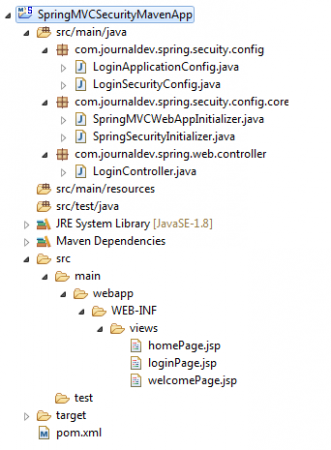 SpringMVCSecurityMavenApp
src/main/java
com.journaldev.spring.secuity.config
LoginApplicationConfig.java
LoginSecurityConfig.java
com.journaldev.spring.secuity.config.core
SpringMVCWebAppInitializer.java
SpringSecurityInitializer.java
com.journaldev.spring.web.controller
LoginController.java
src/main/resources
src/test/java
JRE System Library [JavaSE-1.8]
Maven Dependencies
src
main
webapp
WEB-INF
views
homePage.jsp
loginPage.jsp
welcomePage.jsp
test
target
pom.xml